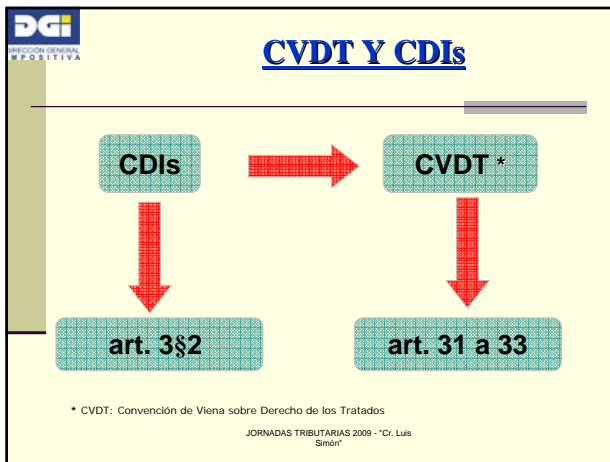 DGi
DIRECCIÓN GENERAL
IMPOSITIVA
CVDT Y CDIs
CDIs
CVDT *
art. 3§2
art. 31 a 33
* CVDT: Convención de Viena sobre Derecho de los Tratados
JORNADAS TRIBUTARIAS 2009 - "Cr. Luis
Simón"